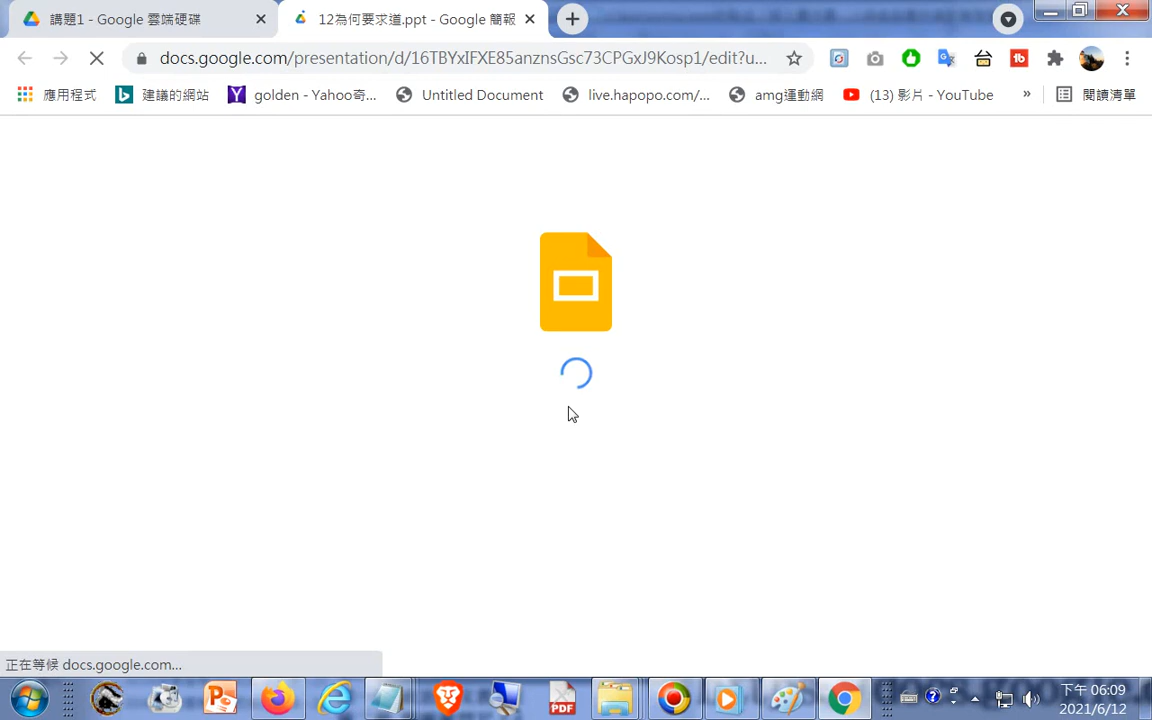 講題1 - Google 雲端硬碟
12為何要求道.ppt - Google 簡報
docs.google.com/presentation/d/16TBYxIFXE85anznsGsc73CPGxJ9Kosp1/edit?u...
應用程式 建議的網站 golden - Yahoo奇... Untitled Document live.hapopo.com/... amg運動網 (13) 影片 - YouTube » 閱讀清單
正在等候 docs.google.com...
PDF
下午 06:09
2021/6/12